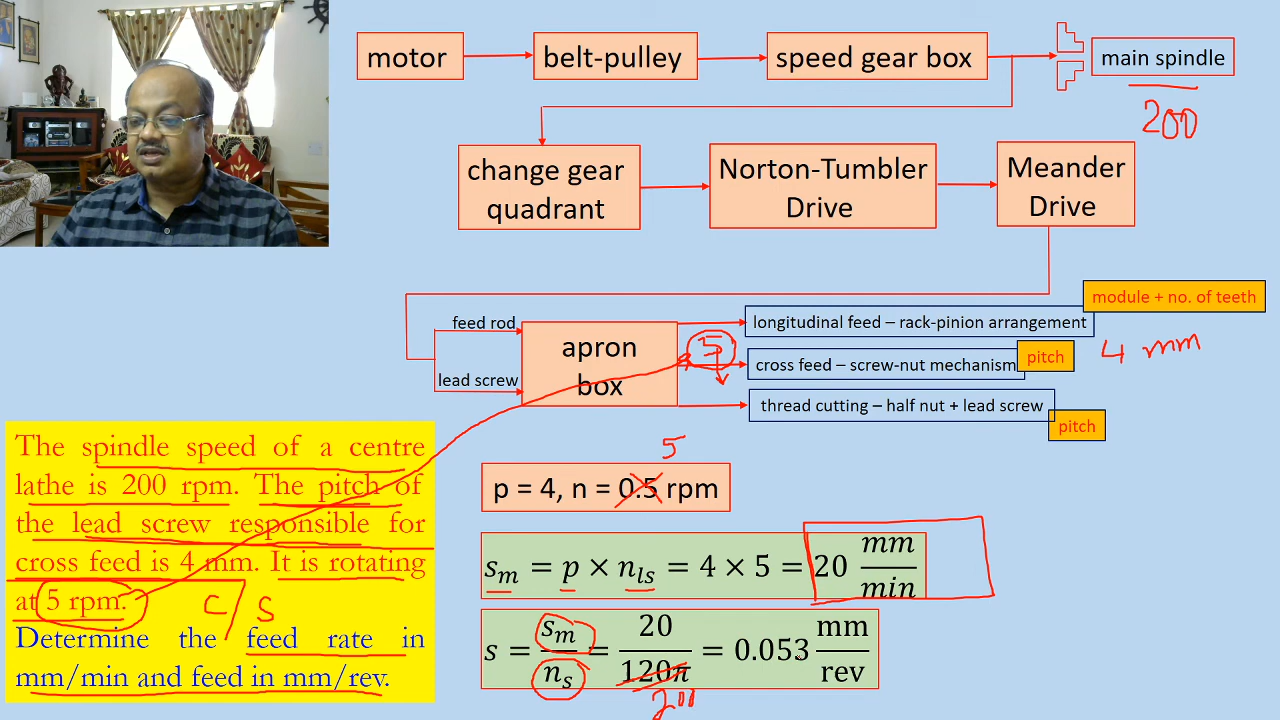 motor
belt-pulley
speed gear box
main spindle
200
change gear
quadrant
Norton-Tumbler
Drive
Meander
Drive
module + no. of teeth
feed rod
lead screw
apron
box
5
longitudinal feed – rack-pinion arrangement
4 mm
cross feed – screw-nut mechanism
pitch
thread cutting – half nut + lead screw
pitch
The spindle speed of a centre
lathe is 200 rpm. The pitch of
the lead screw responsible for
cross feed is 4 mm. It is rotating
at 5 rpm.
C/S
Determine the feed rate in
mm/min and feed in mm/rev.
5
p = 4, n = 0.5 rpm
s_m = p × n_ls = 4 × 5 = 20 mm/min
s = s_m/n_s = 20/120π = 0.053 mm/rev
200